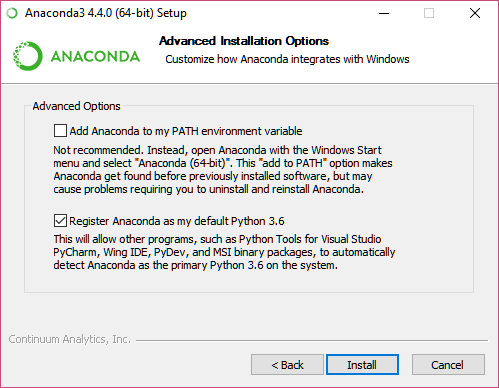 Anaconda3 4.4.0 (64-bit) Setup
ANACONDA
Advanced Installation Options
Customize how Anaconda integrates with Windows
Advanced Options
Add Anaconda to my PATH environment variable
Not recommended. Instead, open Anaconda with the Windows Start
menu and select "Anaconda (64-bit)". This "add to PATH" option makes
Anaconda get found before previously installed software, but may
cause problems requiring you to uninstall and reinstall Anaconda.
Register Anaconda as my default Python 3.6
This will allow other programs, such as Python Tools for Visual Studio
PyCharm, Wing IDE, PyDev, and MSI binary packages, to automatically
detect Anaconda as the primary Python 3.6 on the system.
Continuum Analytics, Inc.
< Back Install Cancel